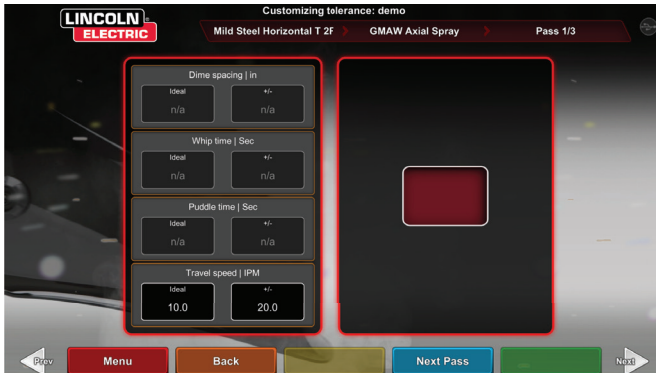 LINCOLN®
ELECTRIC
Customizing tolerance: demo
Mild Steel Horizontal T 2F
GMAW Axial Spray
Pass 1/3
Dime spacing | in
Ideal +/-
n/a n/a
Whip time | Sec
Ideal +/-
n/a n/a
Puddle time | Sec
Ideal +/-
n/a n/a
Travel speed | IPM
Ideal +/-
10.0 20.0
Prev Menu Back Next Pass Next